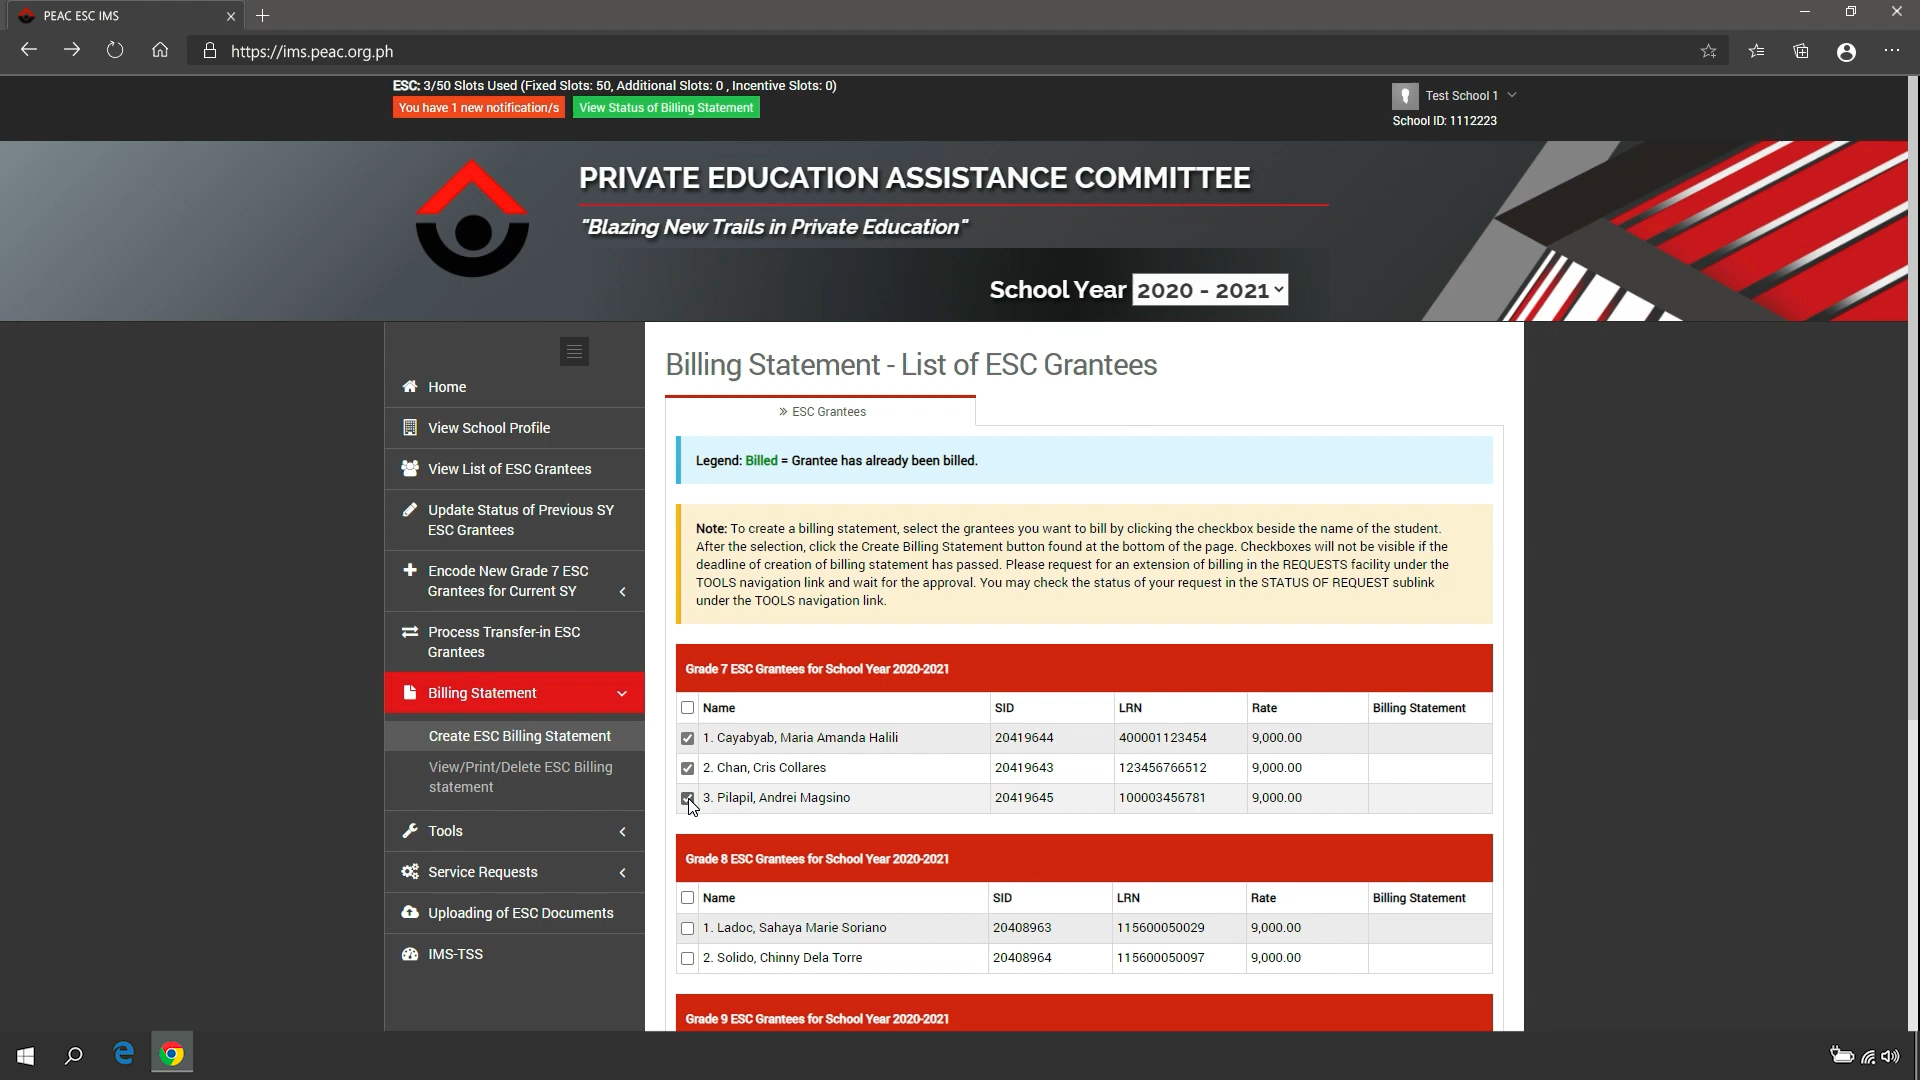 PEAC ESC IMS
https://ims.peac.org.ph
ESC: 3/50 Slots Used (Fixed Slots: 50, Additional Slots: 0 , Incentive Slots: 0)
You have 1 new notification/s View Status of Billing Statement
Test School 1
School ID: 1112223
PRIVATE EDUCATION ASSISTANCE COMMITTEE
"Blazing New Trails in Private Education"
School Year 2020 - 2021
Home
View School Profile
View List of ESC Grantees
Update Status of Previous SY
ESC Grantees
Encode New Grade 7 ESC
Grantees for Current SY
Process Transfer-in ESC
Grantees
Billing Statement
Create ESC Billing Statement
View/Print/Delete ESC Billing
statement
Tools
Service Requests
Uploading of ESC Documents
IMS-TSS
Billing Statement - List of ESC Grantees
» ESC Grantees
Legend: Billed = Grantee has already been billed.
Note: To create a billing statement, select the grantees you want to bill by clicking the checkbox beside the name of the student.
After the selection, click the Create Billing Statement button found at the bottom of the page. Checkboxes will not be visible if the
deadline of creation of billing statement has passed. Please request for an extension of billing in the REQUESTS facility under the
TOOLS navigation link and wait for the approval. You may check the status of your request in the STATUS OF REQUEST sublink
under the TOOLS navigation link.
Grade 7 ESC Grantees for School Year 2020-2021
Name SID LRN Rate Billing Statement
1. Cayabyab, Maria Amanda Halili 20419644 400001123454 9,000.00
2. Chan, Cris Collares 20419643 123456766512 9,000.00
3. Pilapil, Andrei Magsino 20419645 100003456781 9,000.00
Grade 8 ESC Grantees for School Year 2020-2021
Name SID LRN Rate Billing Statement
1. Ladoc, Sahaya Marie Soriano 20408963 115600050029 9,000.00
2. Solido, Chinny Dela Torre 20408964 115600050097 9,000.00
Grade 9 ESC Grantees for School Year 2020-2021